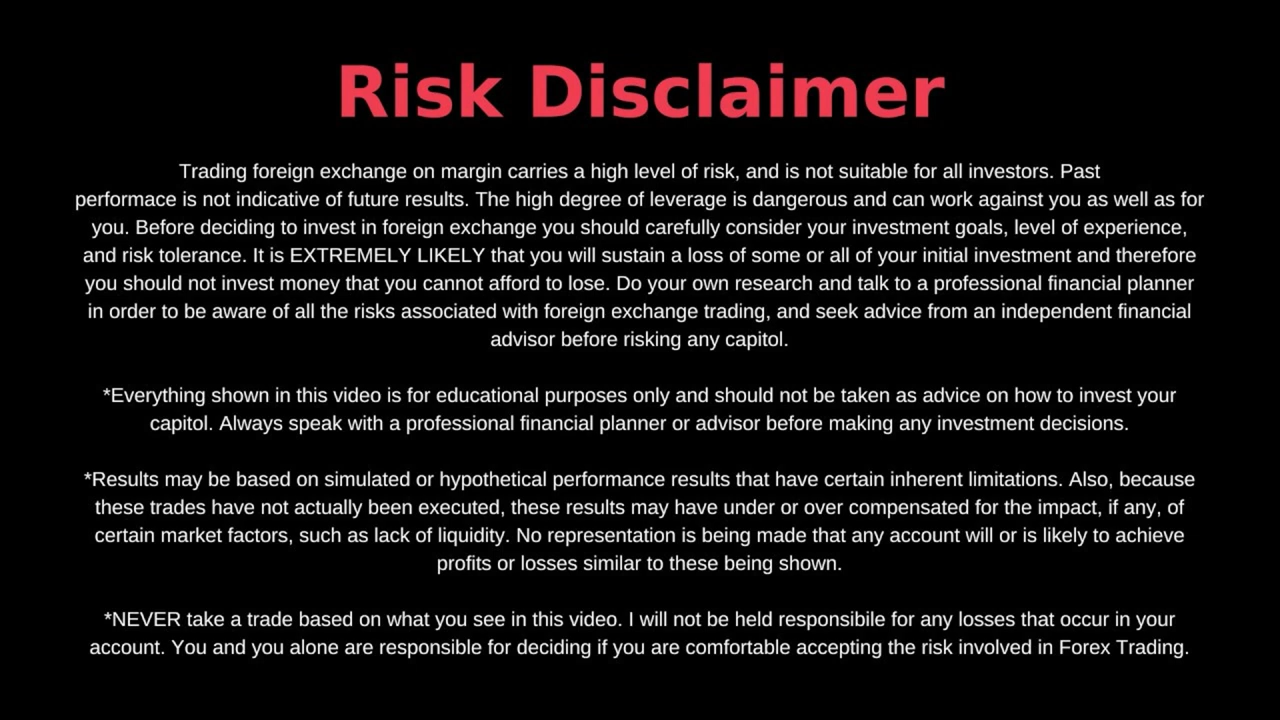 Risk Disclaimer
Trading foreign exchange on margin carries a high level of risk, and is not suitable for all investors. Past
performace is not indicative of future results. The high degree of leverage is dangerous and can work against you as well as for
you. Before deciding to invest in foreign exchange you should carefully consider your investment goals, level of experience,
and risk tolerance. It is EXTREMELY LIKELY that you will sustain a loss of some or all of your initial investment and therefore
you should not invest money that you cannot afford to lose. Do your own research and talk to a professional financial planner
in order to be aware of all the risks associated with foreign exchange trading, and seek advice from an independent financial
advisor before risking any capitol.
*Everything shown in this video is for educational purposes only and should not be taken as advice on how to invest your
capitol. Always speak with a professional financial planner or advisor before making any investment decisions.
*Results may be based on simulated or hypothetical performance results that have certain inherent limitations. Also, because
these trades have not actually been executed, these results may have under or over compensated for the impact, if any, of
certain market factors, such as lack of liquidity. No representation is being made that any account will or is likely to achieve
profits or losses similar to these being shown.
*NEVER take a trade based on what you see in this video. I will not be held responsibile for any losses that occur in your
account. You and you alone are responsible for deciding if you are comfortable accepting the risk involved in Forex Trading.